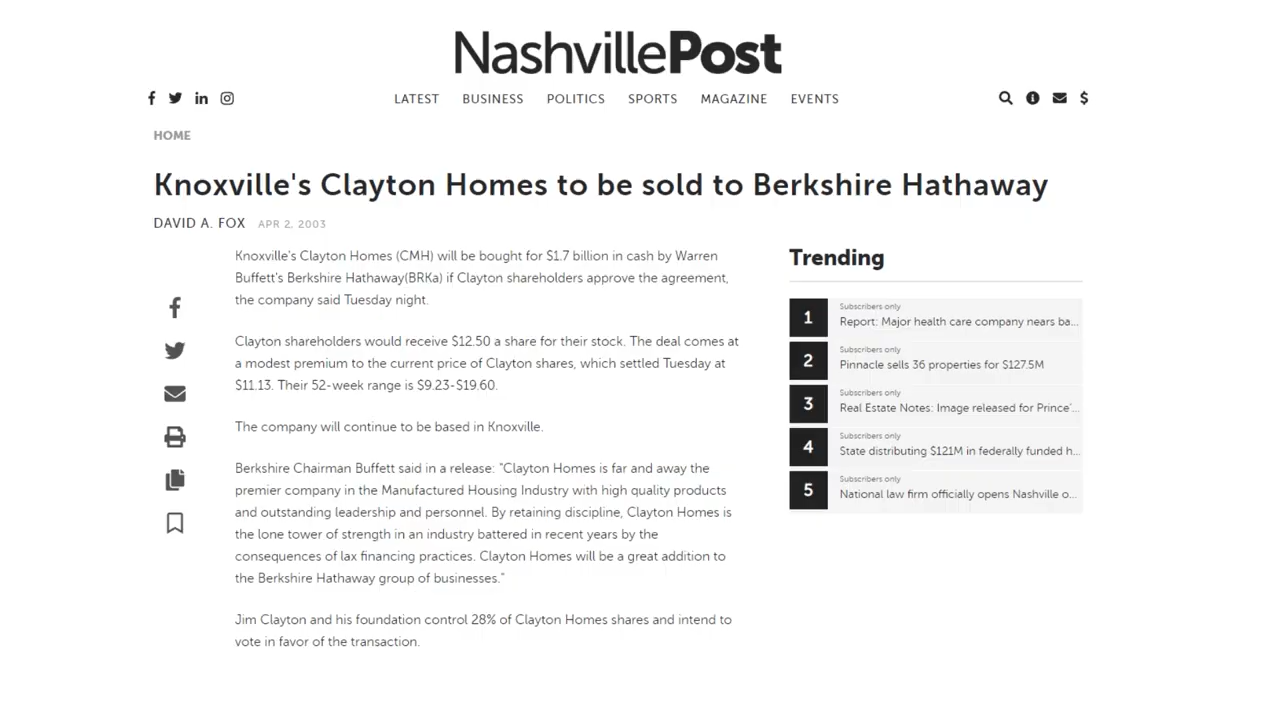 NashvillePost
LATEST BUSINESS POLITICS SPORTS MAGAZINE EVENTS
HOME
Knoxville's Clayton Homes to be sold to Berkshire Hathaway
DAVID A. FOX APR 2, 2003
Knoxville's Clayton Homes (CMH) will be bought for $1.7 billion in cash by Warren
Buffett's Berkshire Hathaway(BRKa) if Clayton shareholders approve the agreement,
the company said Tuesday night.
Clayton shareholders would receive $12.50 a share for their stock. The deal comes at
a modest premium to the current price of Clayton shares, which settled Tuesday at
$11.13. Their 52-week range is $9.23-$19.60.
The company will continue to be based in Knoxville.
Berkshire Chairman Buffett said in a release: "Clayton Homes is far and away the
premier company in the Manufactured Housing Industry with high quality products
and outstanding leadership and personnel. By retaining discipline, Clayton Homes is
the lone tower of strength in an industry battered in recent years by the
consequences of lax financing practices. Clayton Homes will be a great addition to
the Berkshire Hathaway group of businesses."
Jim Clayton and his foundation control 28% of Clayton Homes shares and intend to
vote in favor of the transaction.
Trending
1
Subscribers only
Report: Major health care company nears ba...
2
Subscribers only
Pinnacle sells 36 properties for $127.5M
3
Subscribers only
Real Estate Notes: Image released for Prince'...
4
Subscribers only
State distributing $121M in federally funded h...
5
Subscribers only
National law firm officially opens Nashville o...